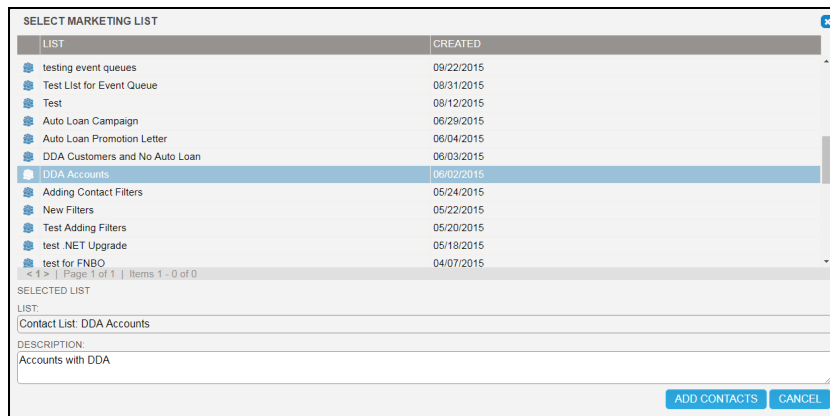 SELECT MARKETING LIST
LIST CREATED
testing event queues 09/22/2015
Test LIst for Event Queue 08/31/2015
Test 08/12/2015
Auto Loan Campaign 06/29/2015
Auto Loan Promotion Letter 06/04/2015
DDA Customers and No Auto Loan 06/03/2015
DDA Accounts 06/02/2015
Adding Contact Filters 05/24/2015
New Filters 05/22/2015
Test Adding Filters 05/20/2015
test .NET Upgrade 05/18/2015
test for FNBO 04/07/2015
< 1 > | Page 1 of 1 | Items 1 - 0 of 0
SELECTED LIST
LIST:
Contact List: DDA Accounts
DESCRIPTION:
Accounts with DDA
ADD CONTACTS CANCEL